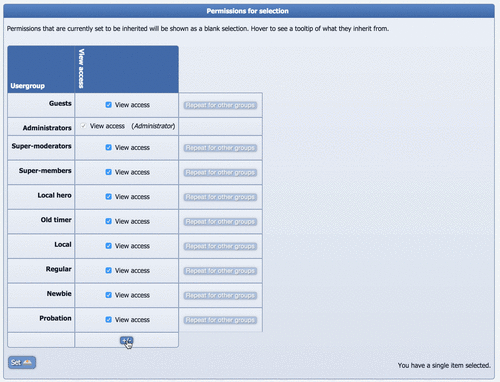 Permissions for selection
Permissions that are currently set to be inherited will be shown as a blank selection. Hover to see a tooltip of what they inherit from.
Usergroup View access
Guests View access Repeat for other groups
Administrators View access (Administrator)
Super-moderators View access Repeat for other groups
Super-members View access Repeat for other groups
Local hero View access Repeat for other groups
Old timer View access Repeat for other groups
Local View access Repeat for other groups
Regular View access Repeat for other groups
Newbie View access Repeat for other groups
Probation View access Repeat for other groups
Set
You have a single item selected.